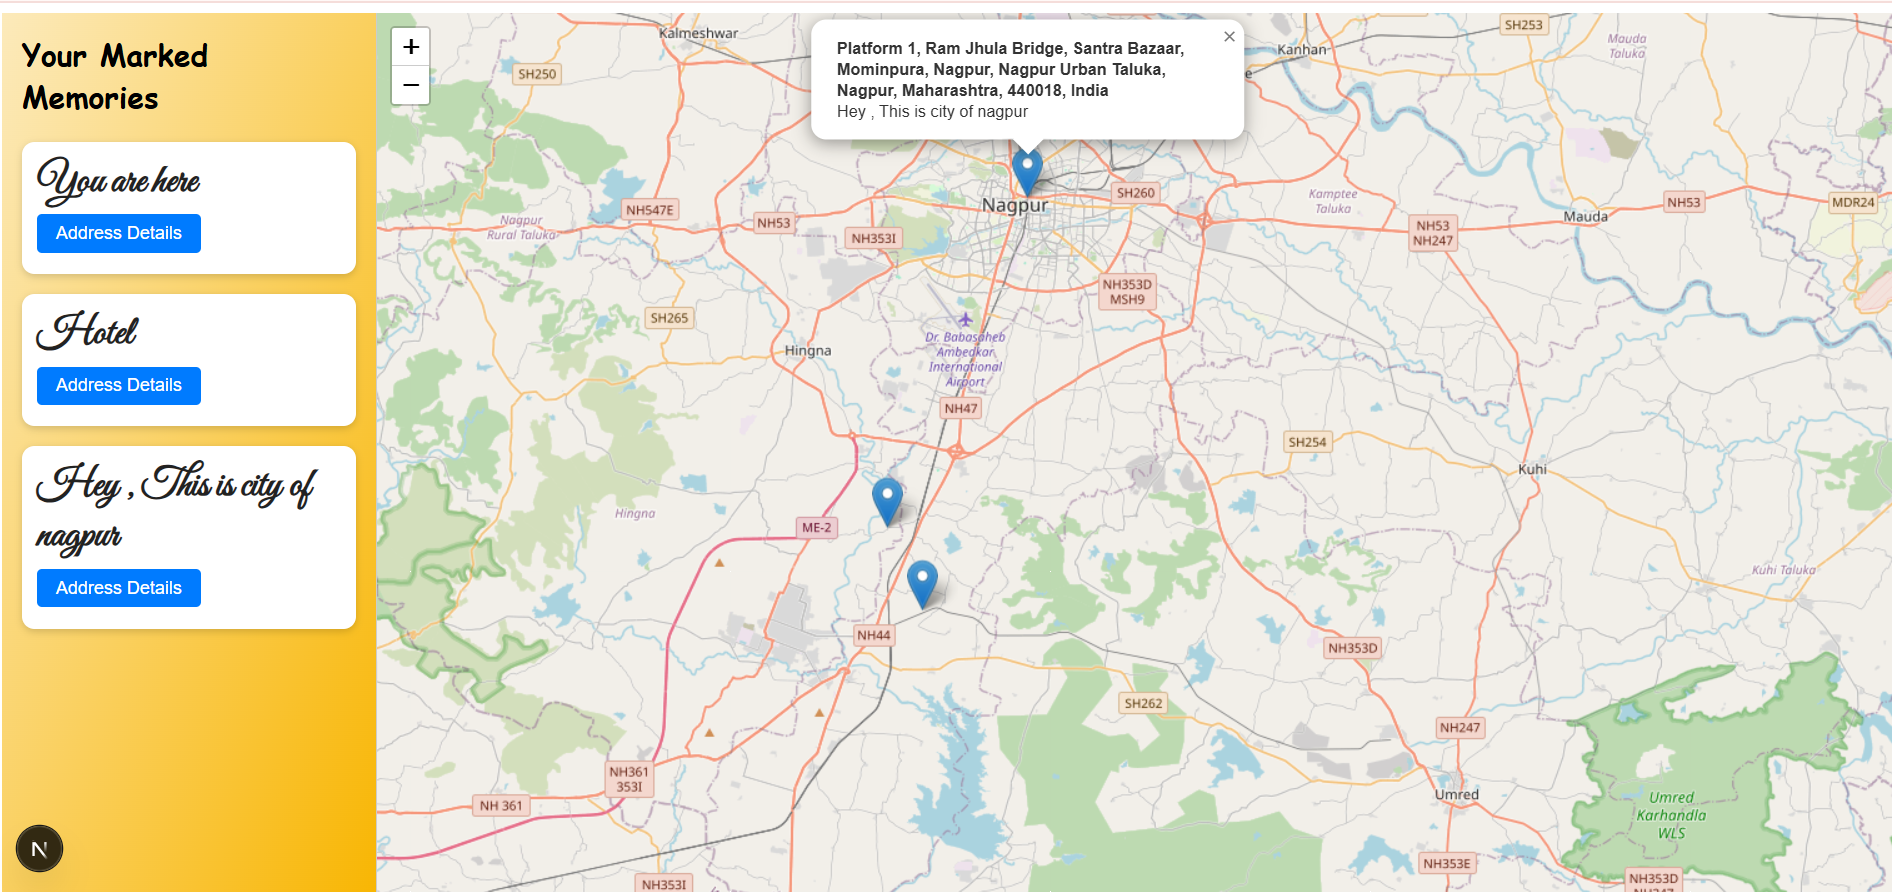 Your Marked
Memories
You are here
Address Details
Hotel
Address Details
Hey , This is city of
nagpur
Address Details
N
+
−
Platform 1, Ram Jhula Bridge, Santra Bazaar,
Mominpura, Nagpur, Nagpur Urban Taluka,
Nagpur, Maharashtra, 440018, India
Hey , This is city of nagpur
×
Kalmeshwar
SH250
Kanhan
SH253
Mauda
Taluka
NH547E
Nagpur
Rural Taluka
NH53
NH353I
Nagpur
SH260
Kamptee
Taluka
NH53
NH247
Mauda
NH53
MDR24
NH353D
MSH9
SH265
Hingna
Dr. Babasaheb
Ambedkar
International
Airport
NH47
SH254
Kuhi
Hingna
ME-2
Kuhi Taluka
NH44
NH353D
SH262
NH247
NH361
353I
NH 361
Umred
Umred
Karhandla
WLS
NH353E
NH353I
NH353D
NH247